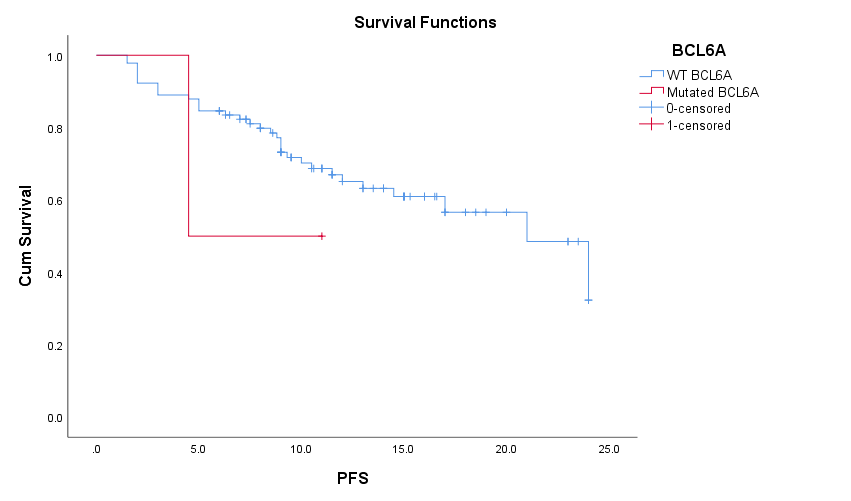 Survival Functions
BCL6A
WT BCL6A
Mutated BCL6A
0-censored
1-censored
Cum Survival
1.0
0.8
0.6
0.4
0.2
0.0
.0
5.0
10.0
15.0
20.0
25.0
PFS